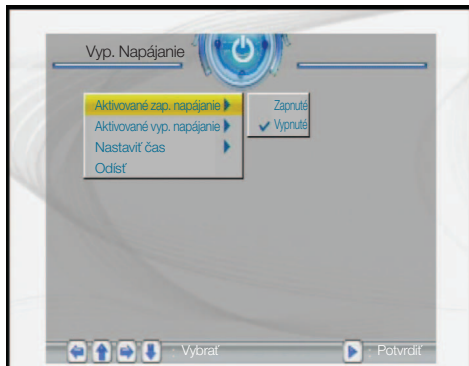 Vyp. Napájanie
Aktivované zap. napájanie
Zapnuté
Aktivované vyp. napájanie
Vypnuté
Nastaviť čas
Odísť
: Vybrať
: Potvrdiť